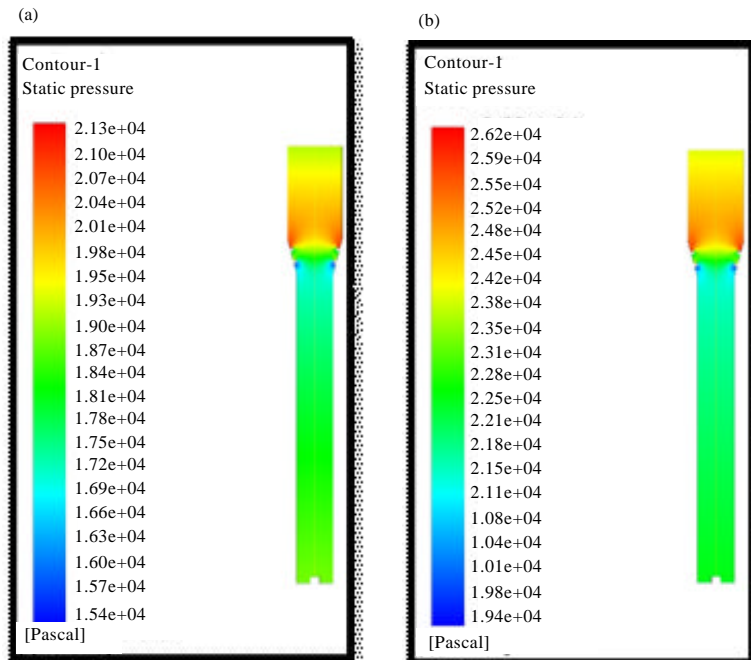 (a)
Contour-1
Static pressure
2.13e+04
2.10e+04
2.07e+04
2.04e+04
2.01e+04
1.98e+04
1.95e+04
1.93e+04
1.90e+04
1.87e+04
1.84e+04
1.81e+04
1.78e+04
1.75e+04
1.72e+04
1.69e+04
1.66e+04
1.63e+04
1.60e+04
1.57e+04
1.54e+04
[Pascal]
(b)
Contour-1
Static pressure
2.62e+04
2.59e+04
2.55e+04
2.52e+04
2.48e+04
2.45e+04
2.42e+04
2.38e+04
2.35e+04
2.31e+04
2.28e+04
2.25e+04
2.21e+04
2.18e+04
2.15e+04
2.11e+04
1.08e+04
1.04e+04
1.01e+04
1.98e+04
1.94e+04
[Pascal]